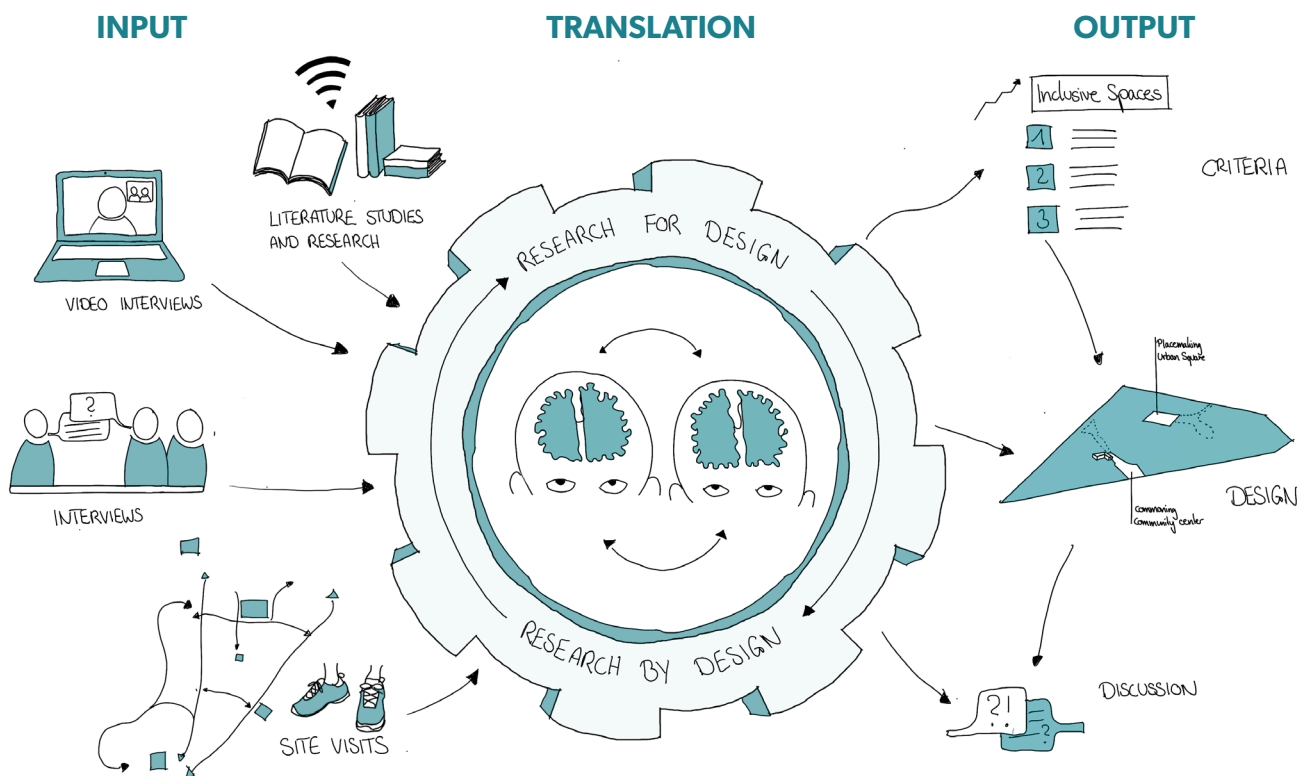 INPUT
TRANSLATION
OUTPUT
LITERATURE STUDIES
AND RESEARCH
VIDEO INTERVIEWS
?
INTERVIEWS
SITE VISITS
RESEARCH FOR DESIGN
RESEARCH BY DESIGN
Inclusive Spaces
1
2
3
CRITERIA
Placemaking
Urban Square
commoning
community center
DESIGN
?!
?
DISCUSSION